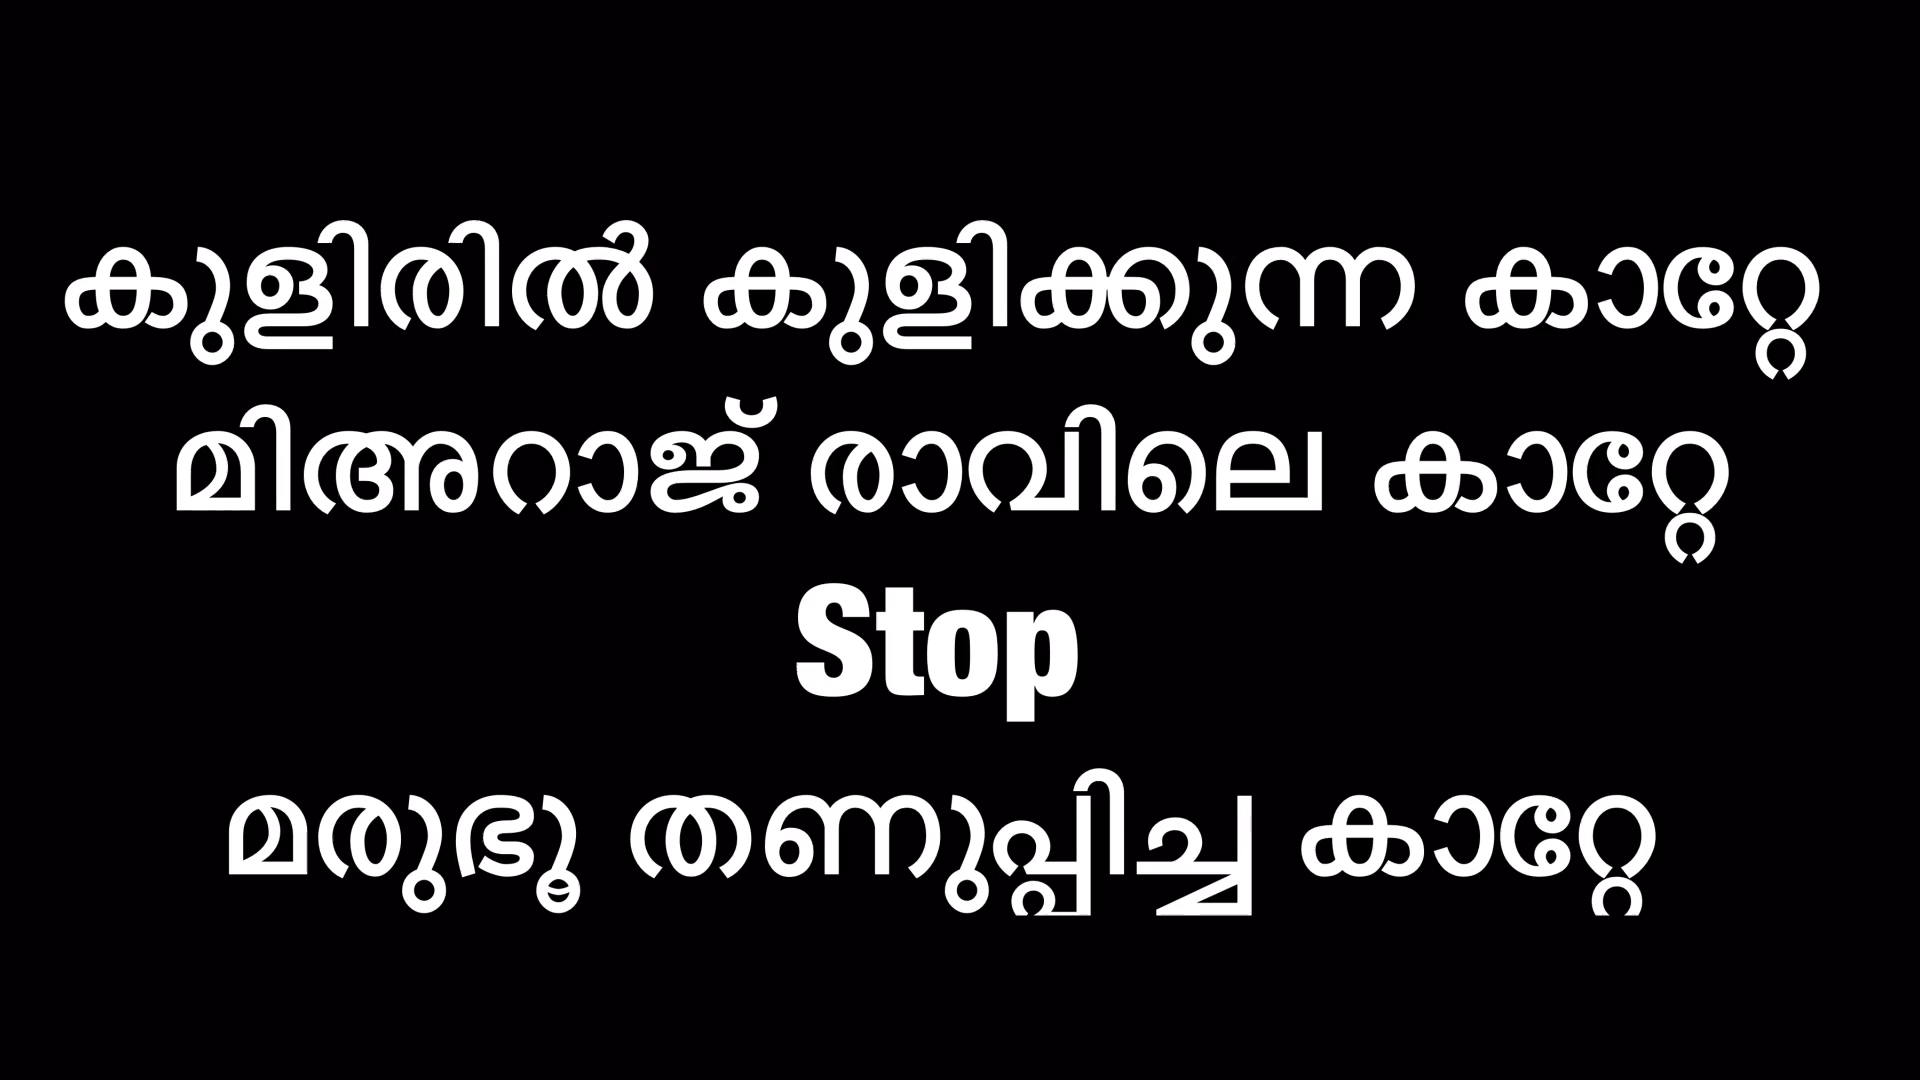 കുളിരിൽ കുളിക്കുന്ന കാറ്റേ
മിഅറാജ് രാവിലെ കാറ്റേ
Stop
മരുഭൂ തണുപ്പിച്ച കാറ്റേ